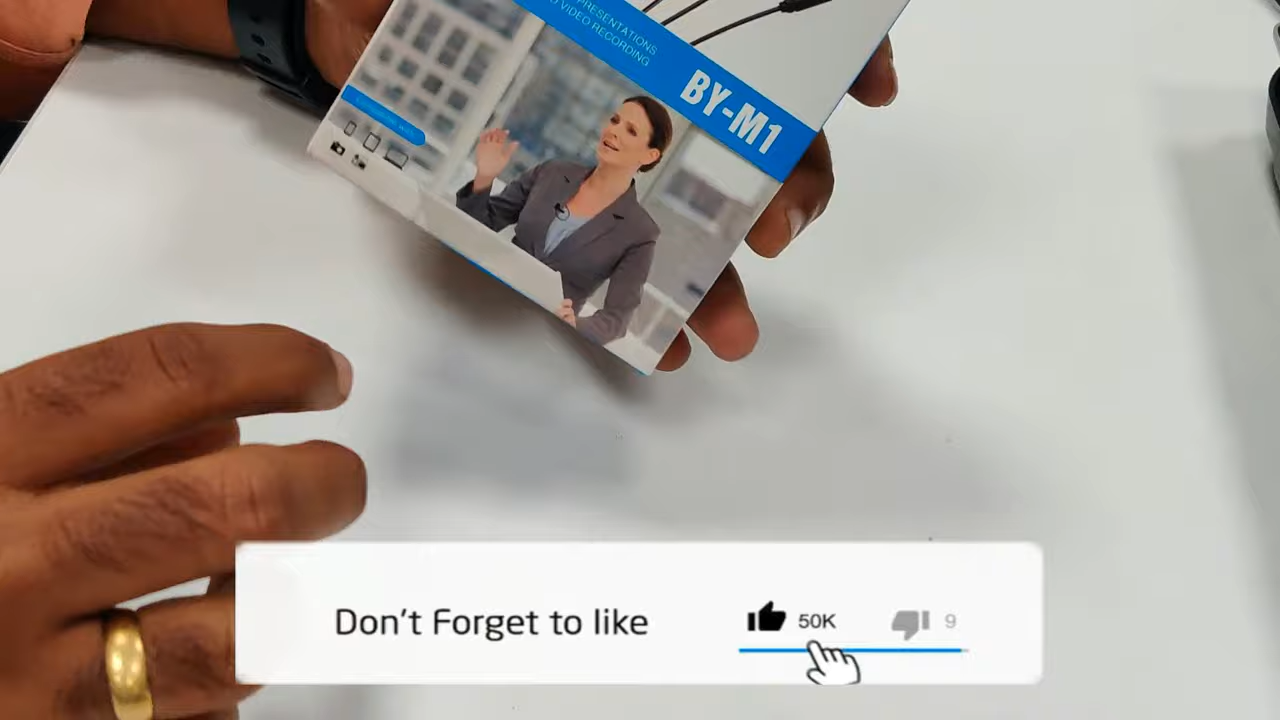 PRESENTATIONS
VIDEO RECORDING
BY-M1
Don't Forget to like
50K
9